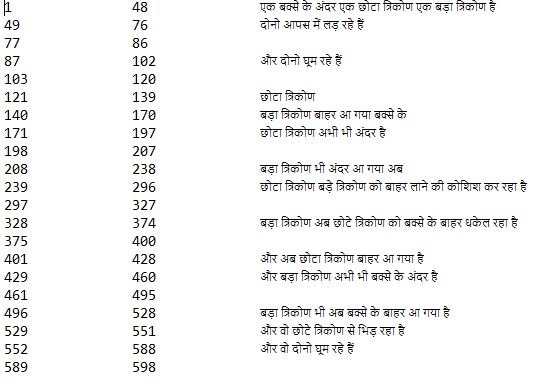 1 48 एक बक्से के अंदर एक छोटा त्रिकोण एक बड़ा त्रिकोण है
49 76 दोनो आपस में लड़ रहे हैं
77 86
87 102 और दोनो घूम रहे हैं
103 120
121 139 छोटा त्रिकोण
140 170 बड़ा त्रिकोण बाहर आ गया बक्से के
171 197 छोटा त्रिकोण अभी भी अंदर है
198 207
208 238 बड़ा त्रिकोण भी अंदर आ गया अब
239 296 छोटा त्रिकोण बड़े त्रिकोण को बाहर लाने की कोशिश कर रहा है
297 327
328 374 बड़ा त्रिकोण अब छोटे त्रिकोण को बक्से के बाहर धकेल रहा है
375 400
401 428 और अब छोटा त्रिकोण बाहर आ गया है
429 460 और बड़ा त्रिकोण अभी भी बक्से के अंदर है
461 495
496 528 बड़ा त्रिकोण भी अब बक्से के बाहर आ गया है
529 551 और वो छोटे त्रिकोण से भिड़ रहा है
552 588 और वो दोनो घूम रहे हैं
589 598